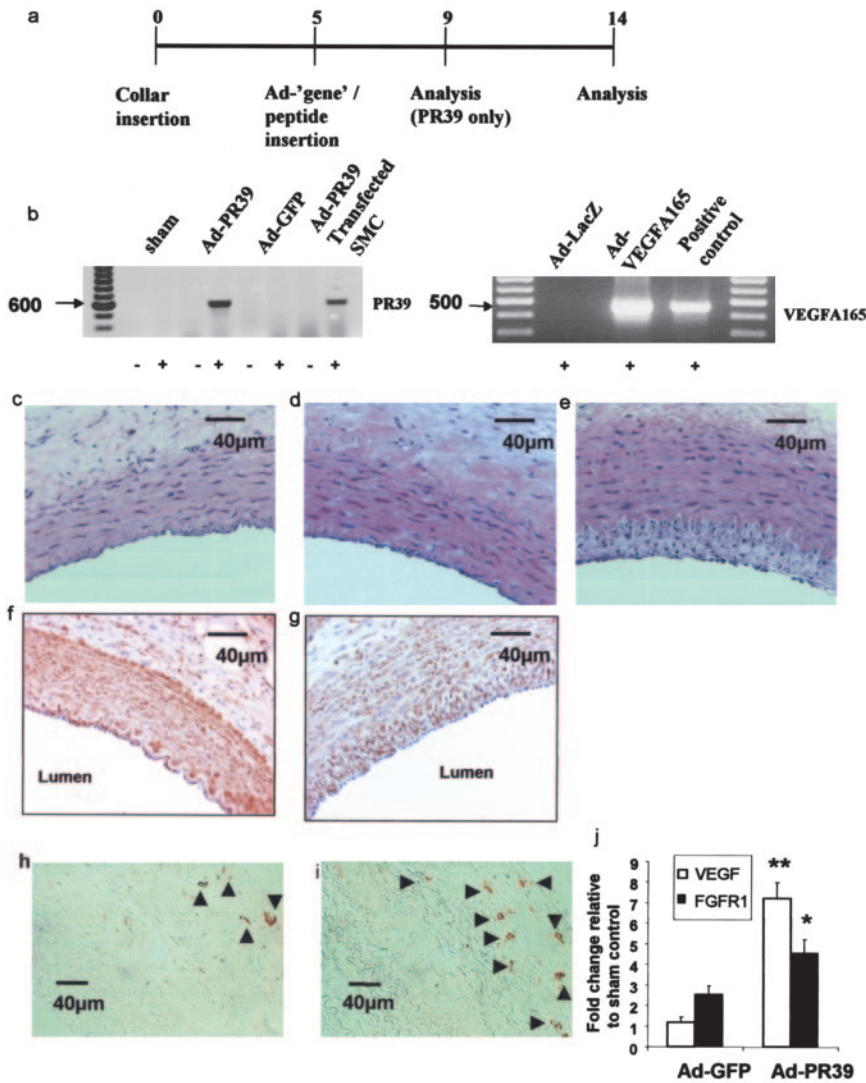 a
0 5 9 14
Collar insertion
Ad-'gene' / peptide insertion
Analysis (PR39 only)
Analysis
b
sham
Ad-PR39
Ad-GFP
Ad-PR39 Transfected SMC
600
PR39
- + - + - + - +
Ad-LacZ
Ad-VEGFA165
Positive control
500
VEGFA165
+ + +
c
40µm
d
40µm
e
40µm
f
40µm
Lumen
g
40µm
Lumen
h
40µm
i
40µm
j
Fold change relative to sham control
9
8
7
6
5
4
3
2
1
0
VEGF
FGFR1
**
*
Ad-GFP Ad-PR39